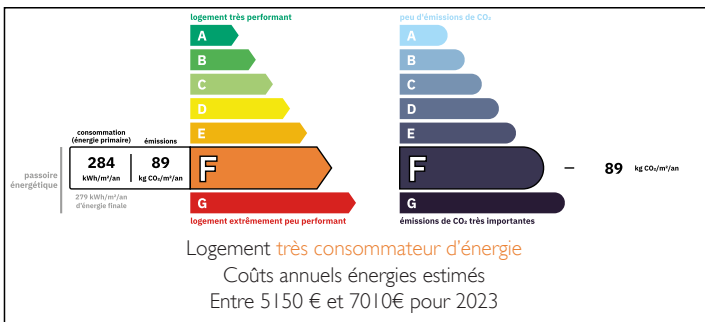 logement très performant
A
B
C
D
E
consommation
(énergie primaire)
émissions
284
kWh/m²/an
89
kg CO₂/m²/an
F
passoire
énergétique
279 kWh/m²/an
d'énergie finale
G
logement extrêmement peu performant
peu d'émissions de CO₂
A
B
C
D
E
F
89 kg CO₂/m²/an
G
émissions de CO₂ très importantes
Logement très consommateur d'énergie
Coûts annuels énergies estimés
Entre 5150 € et 7010€ pour 2023